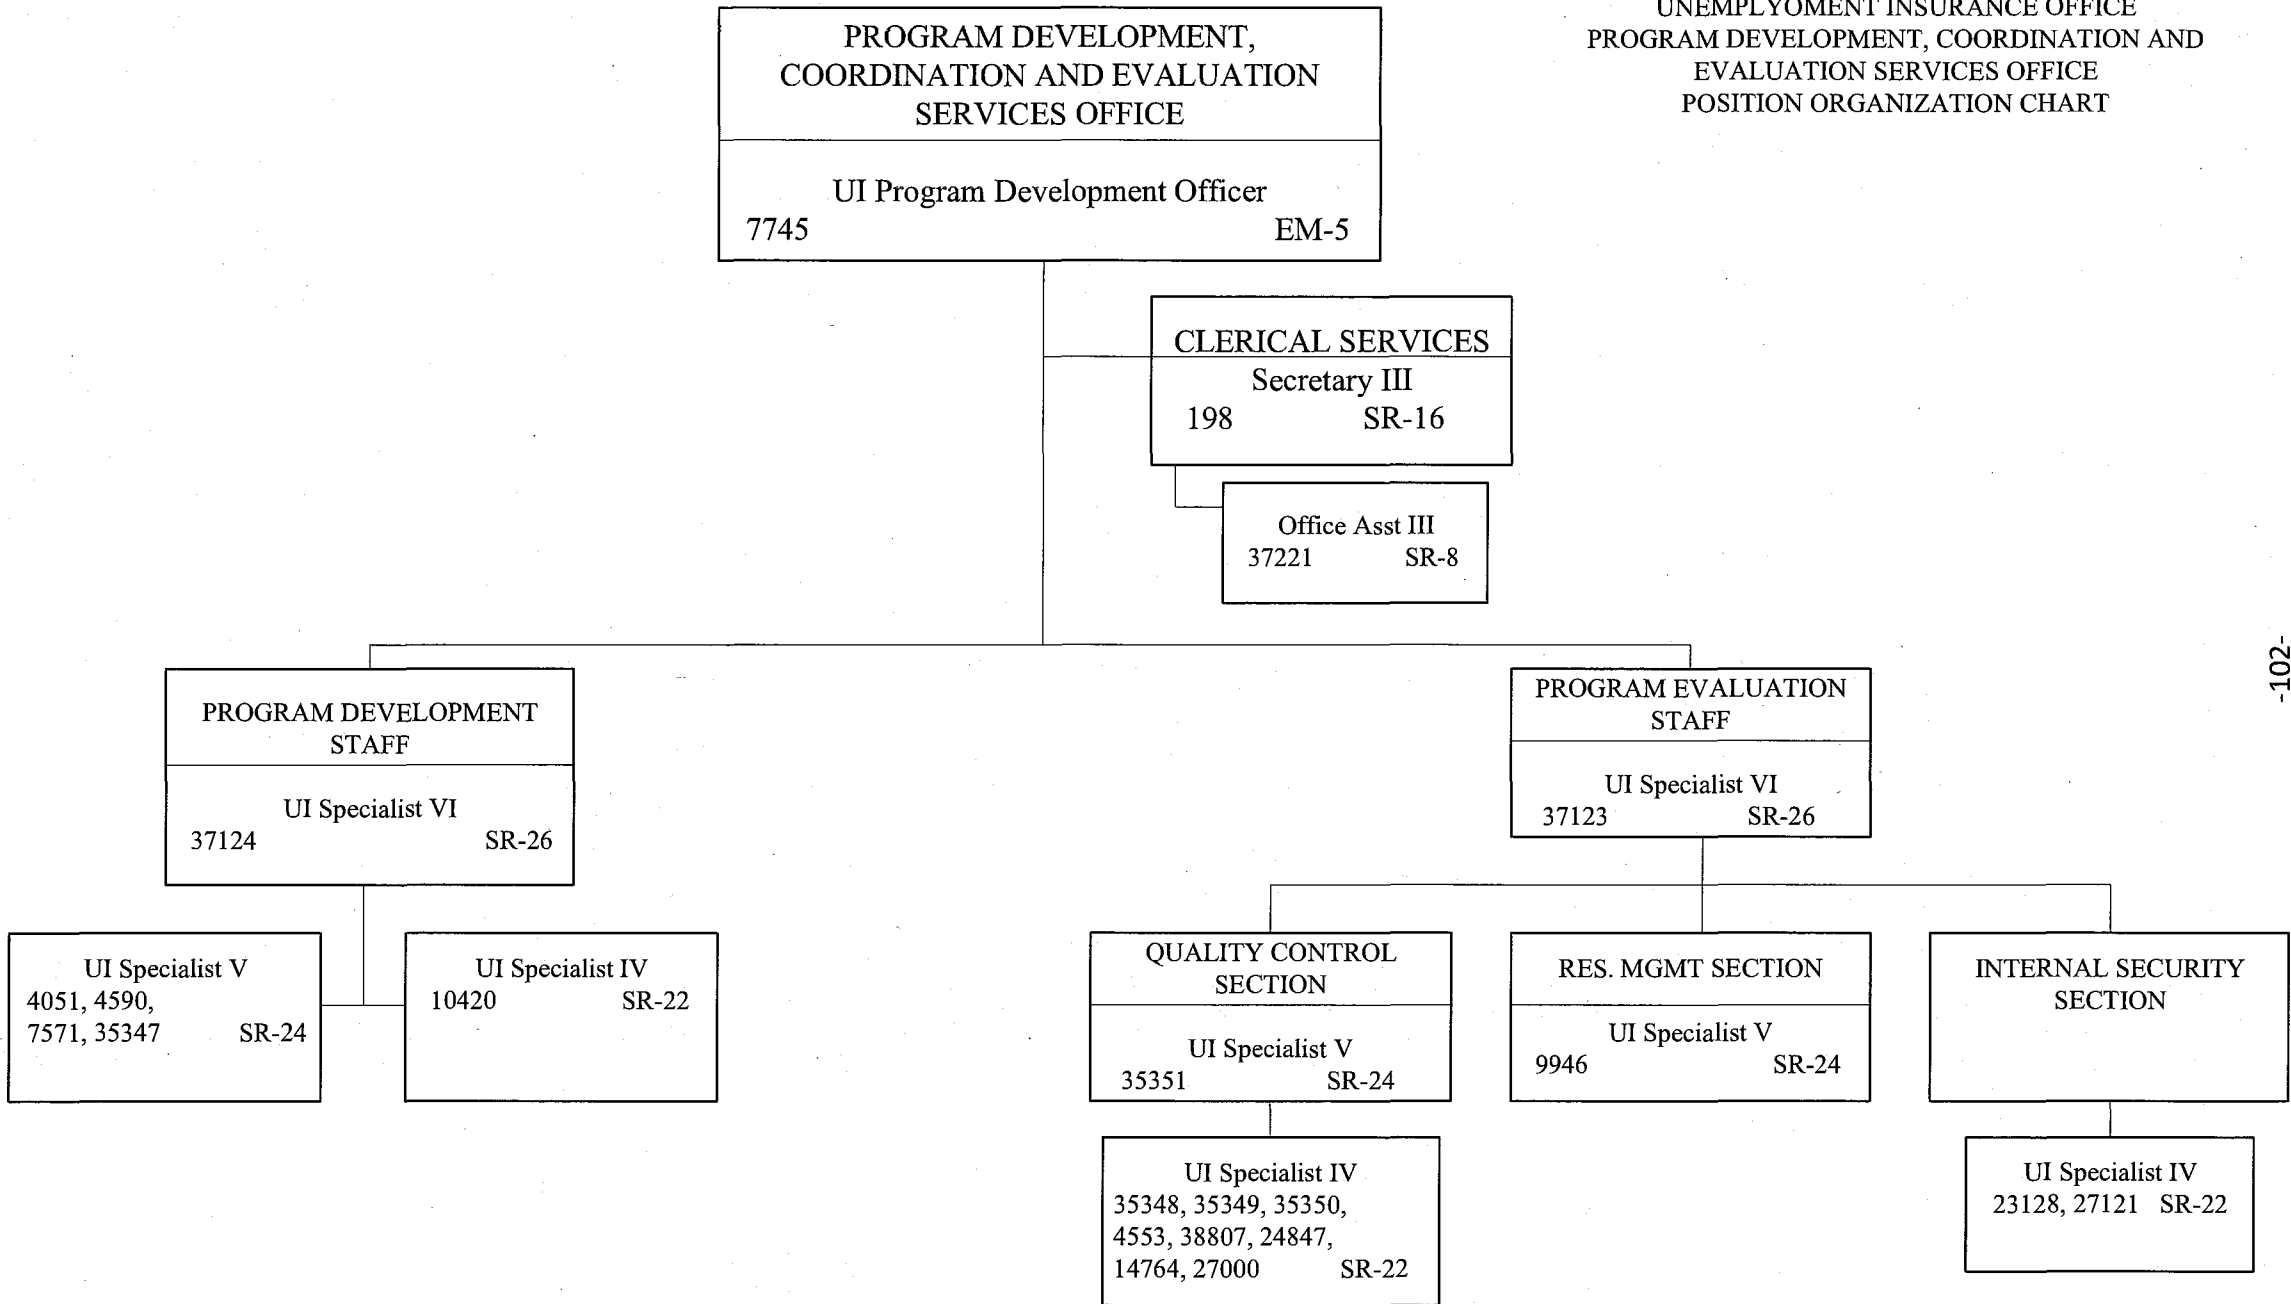 UNEMPLYOMENT INSURANCE OFFICE
PROGRAM DEVELOPMENT, COORDINATION AND
EVALUATION SERVICES OFFICE
POSITION ORGANIZATION CHART
PROGRAM DEVELOPMENT,
COORDINATION AND EVALUATION
SERVICES OFFICE
UI Program Development Officer
7745 EM-5
CLERICAL SERVICES
Secretary III
198 SR-16
Office Asst III
37221 SR-8
-102-
PROGRAM DEVELOPMENT
STAFF
UI Specialist VI
37124 SR-26
PROGRAM EVALUATION
STAFF
UI Specialist VI
37123 SR-26
UI Specialist V
4051, 4590,
7571, 35347 SR-24
UI Specialist IV
10420 SR-22
QUALITY CONTROL
SECTION
UI Specialist V
35351 SR-24
RES. MGMT SECTION
UI Specialist V
9946 SR-24
INTERNAL SECURITY
SECTION
UI Specialist IV
35348, 35349, 35350,
4553, 38807, 24847,
14764, 27000 SR-22
UI Specialist IV
23128, 27121 SR-22